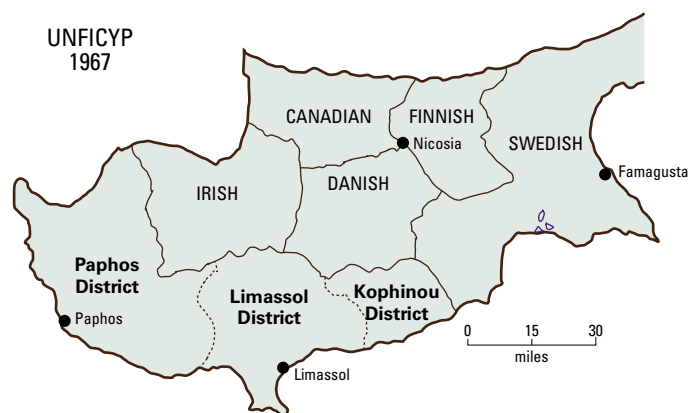 UNFICYP
1967
CANADIAN
FINNISH
Nicosia
SWEDISH
Famagusta
IRISH
DANISH
Paphos
District
Limassol
District
Kophinou
District
Paphos
Limassol
0 15 30
miles